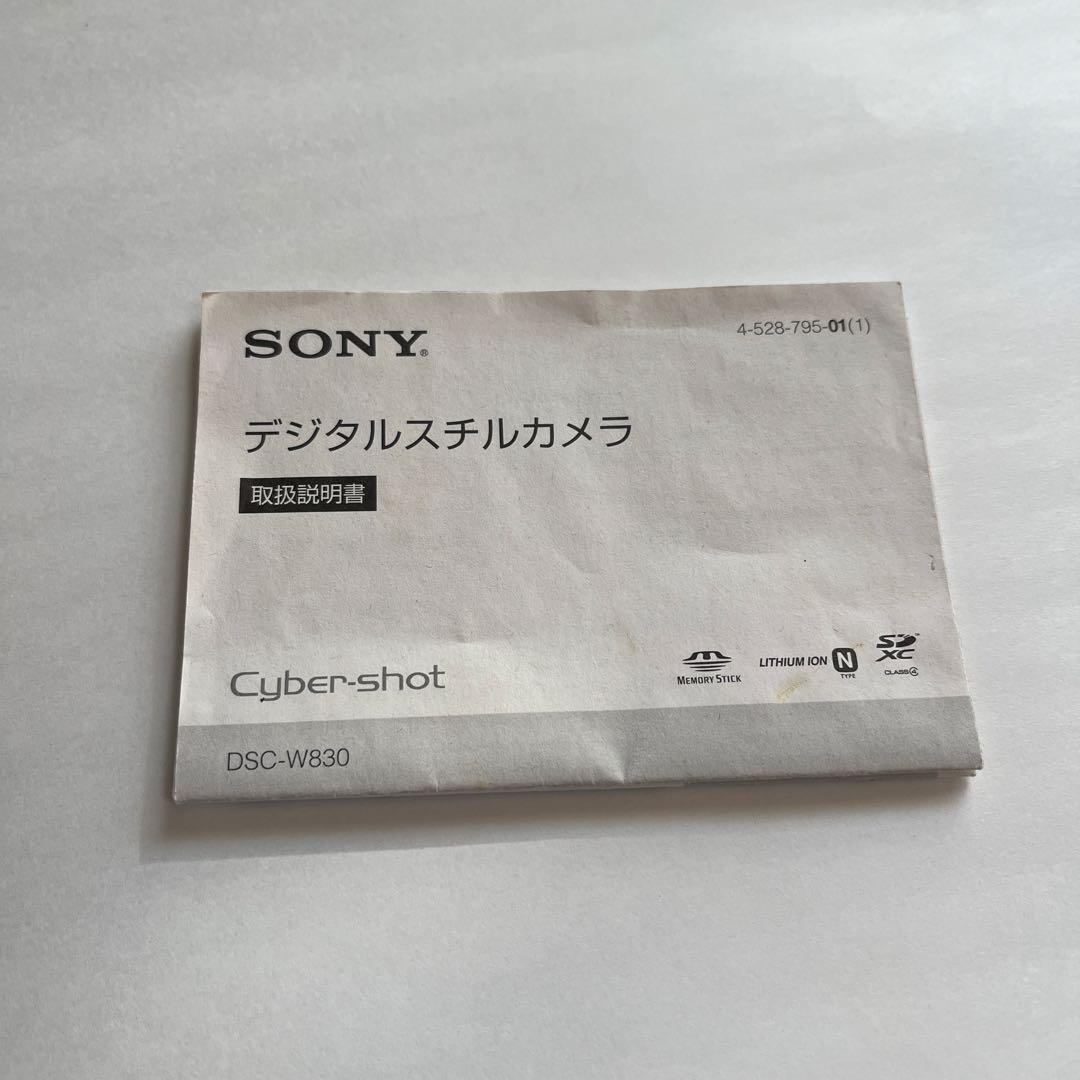 SONY®
4-528-795-01(1)
デジタルスチルカメラ
取扱説明書
Cyber-shot
MEMORY STICK
LITHIUM ION N TYPE
SD XC CLASS4
DSC-W830